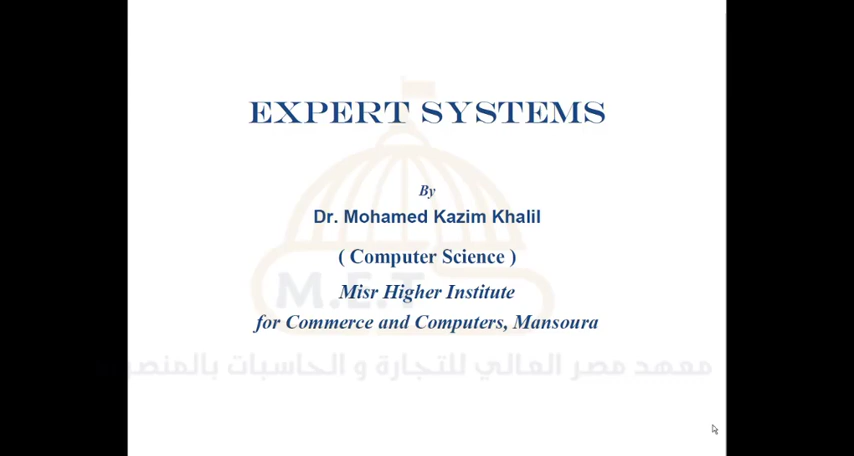 EXPERT SYSTEMS
By
Dr. Mohamed Kazim Khalil
( Computer Science )
M.E.T
Misr Higher Institute
for Commerce and Computers, Mansoura
معهد مصر العالي للتجارة و الحاسبات بالمنصورة